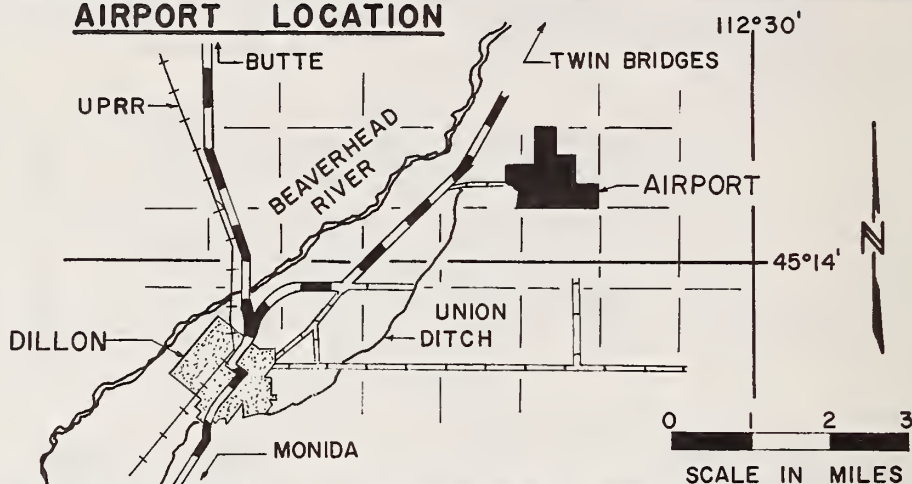 AIRPORT LOCATION
112°30'
BUTTE
TWIN BRIDGES
UPRR
BEAVERHEAD
RIVER
AIRPORT
N
45°14'
UNION
DITCH
DILLON
MONIDA
0 1 2 3
SCALE IN MILES